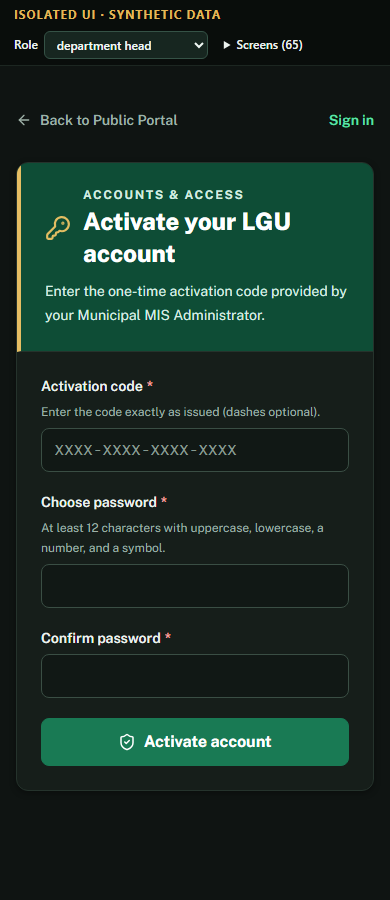 ISOLATED UI · SYNTHETIC DATA
Role department head ▶ Screens (65)
← Back to Public Portal Sign in
ACCOUNTS & ACCESS
Activate your LGU
account
Enter the one-time activation code provided by
your Municipal MIS Administrator.
Activation code *
Enter the code exactly as issued (dashes optional).
XXXX-XXXX-XXXX-XXXX
Choose password *
At least 12 characters with uppercase, lowercase, a
number, and a symbol.
Confirm password *
Activate account